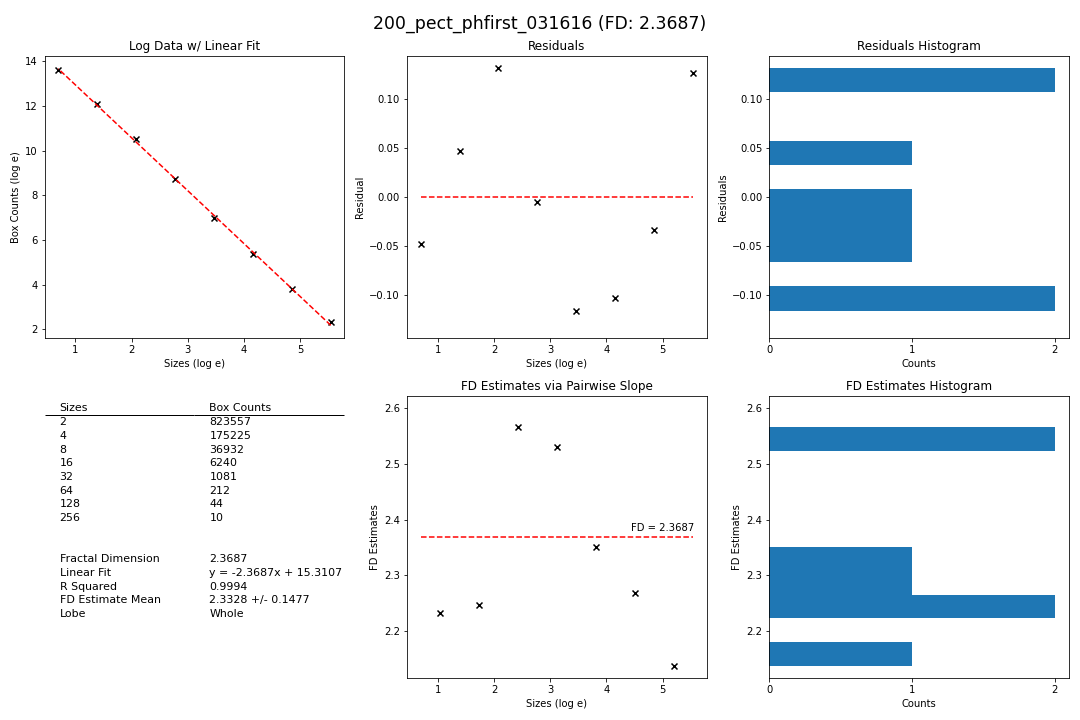 200_pect_phfirst_031616 (FD: 2.3687)
Log Data w/ Linear Fit
14
12
10
8
6
4
2
Box Counts (log e)
1 2 3 4 5
Sizes (log e)
Residuals
0.10
0.05
0.00
−0.05
−0.10
Residual
1 2 3 4 5
Sizes (log e)
Residuals Histogram
0.10
0.05
0.00
−0.05
−0.10
Residuals
0 1 2
Counts
Sizes Box Counts
2 823557
4 175225
8 36932
16 6240
32 1081
64 212
128 44
256 10
Fractal Dimension 2.3687
Linear Fit y = -2.3687x + 15.3107
R Squared 0.9994
FD Estimate Mean 2.3328 +/- 0.1477
Lobe Whole
FD Estimates via Pairwise Slope
2.6
2.5
2.4
2.3
2.2
FD Estimates
FD = 2.3687
1 2 3 4 5
Sizes (log e)
FD Estimates Histogram
2.6
2.5
2.4
2.3
2.2
FD Estimates
0 1 2
Counts